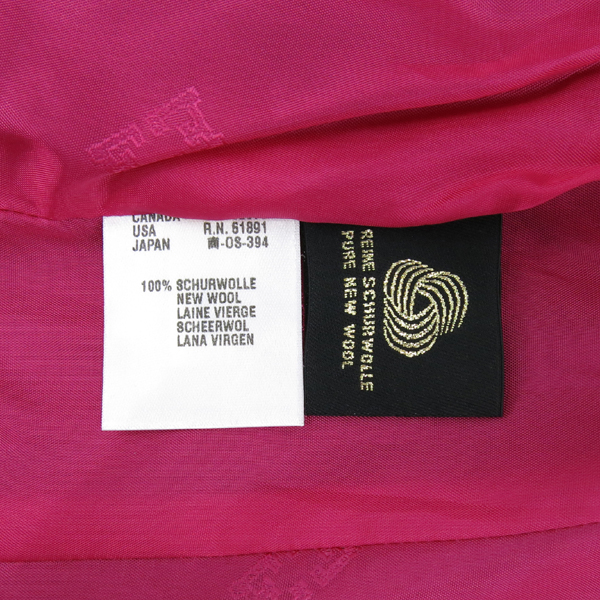 CANADA
USA R.N. 61891
JAPAN -OS-394
100% SCHURWOLLE
NEW WOOL
LAINE VIERGE
SCHEERWOL
LANA VIRGEN
REINE SCHURWOLLE
PURE NEW WOOL